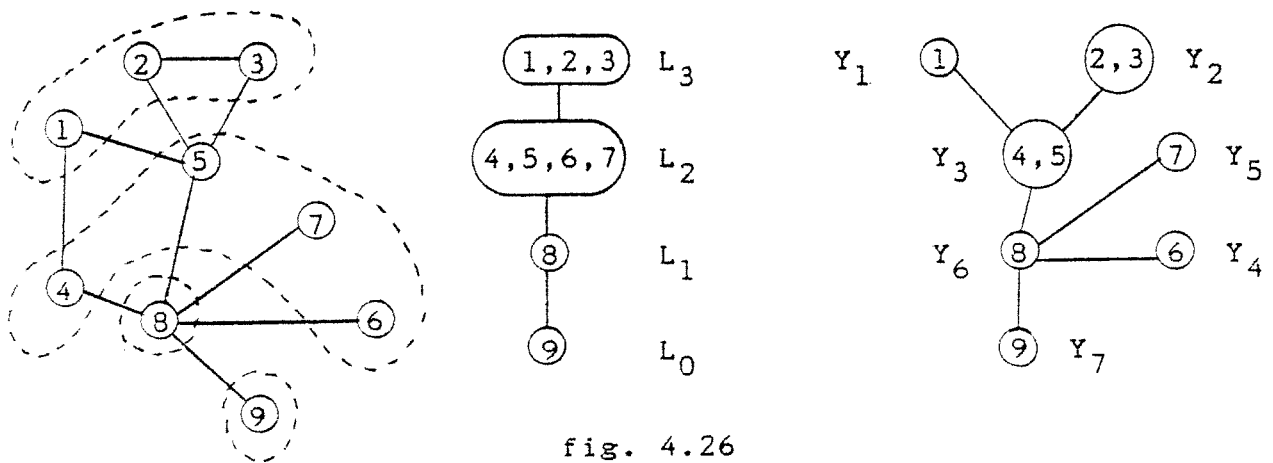 2 3
1
5
7
4
8 6
9
1,2,3 L3
4,5,6,7 L2
8 L1
9 L0
Y1 1 2,3 Y2
Y3 4,5 7 Y5
Y6 8 6 Y4
9 Y7
fig. 4.26